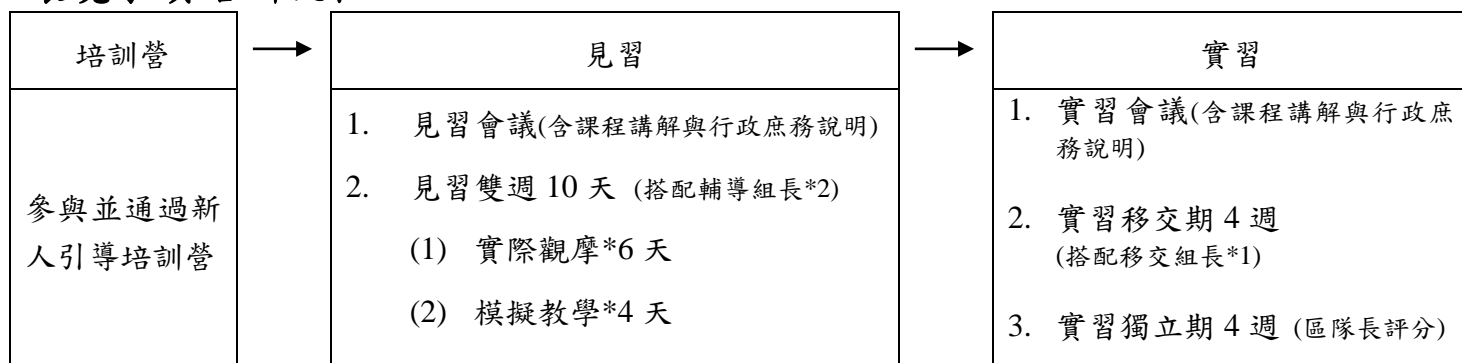 培訓營
參與並通過新
人引導培訓營
見習
1. 見習會議(含課程講解與行政庶務說明)
2. 見習雙週 10 天 (搭配輔導組長*2)
(1) 實際觀摩*6 天
(2) 模擬教學*4 天
實習
1. 實習會議(含課程講解與行政庶
務說明)
2. 實習移交期 4 週
(搭配移交組長*1)
3. 實習獨立期 4 週 (區隊長評分)